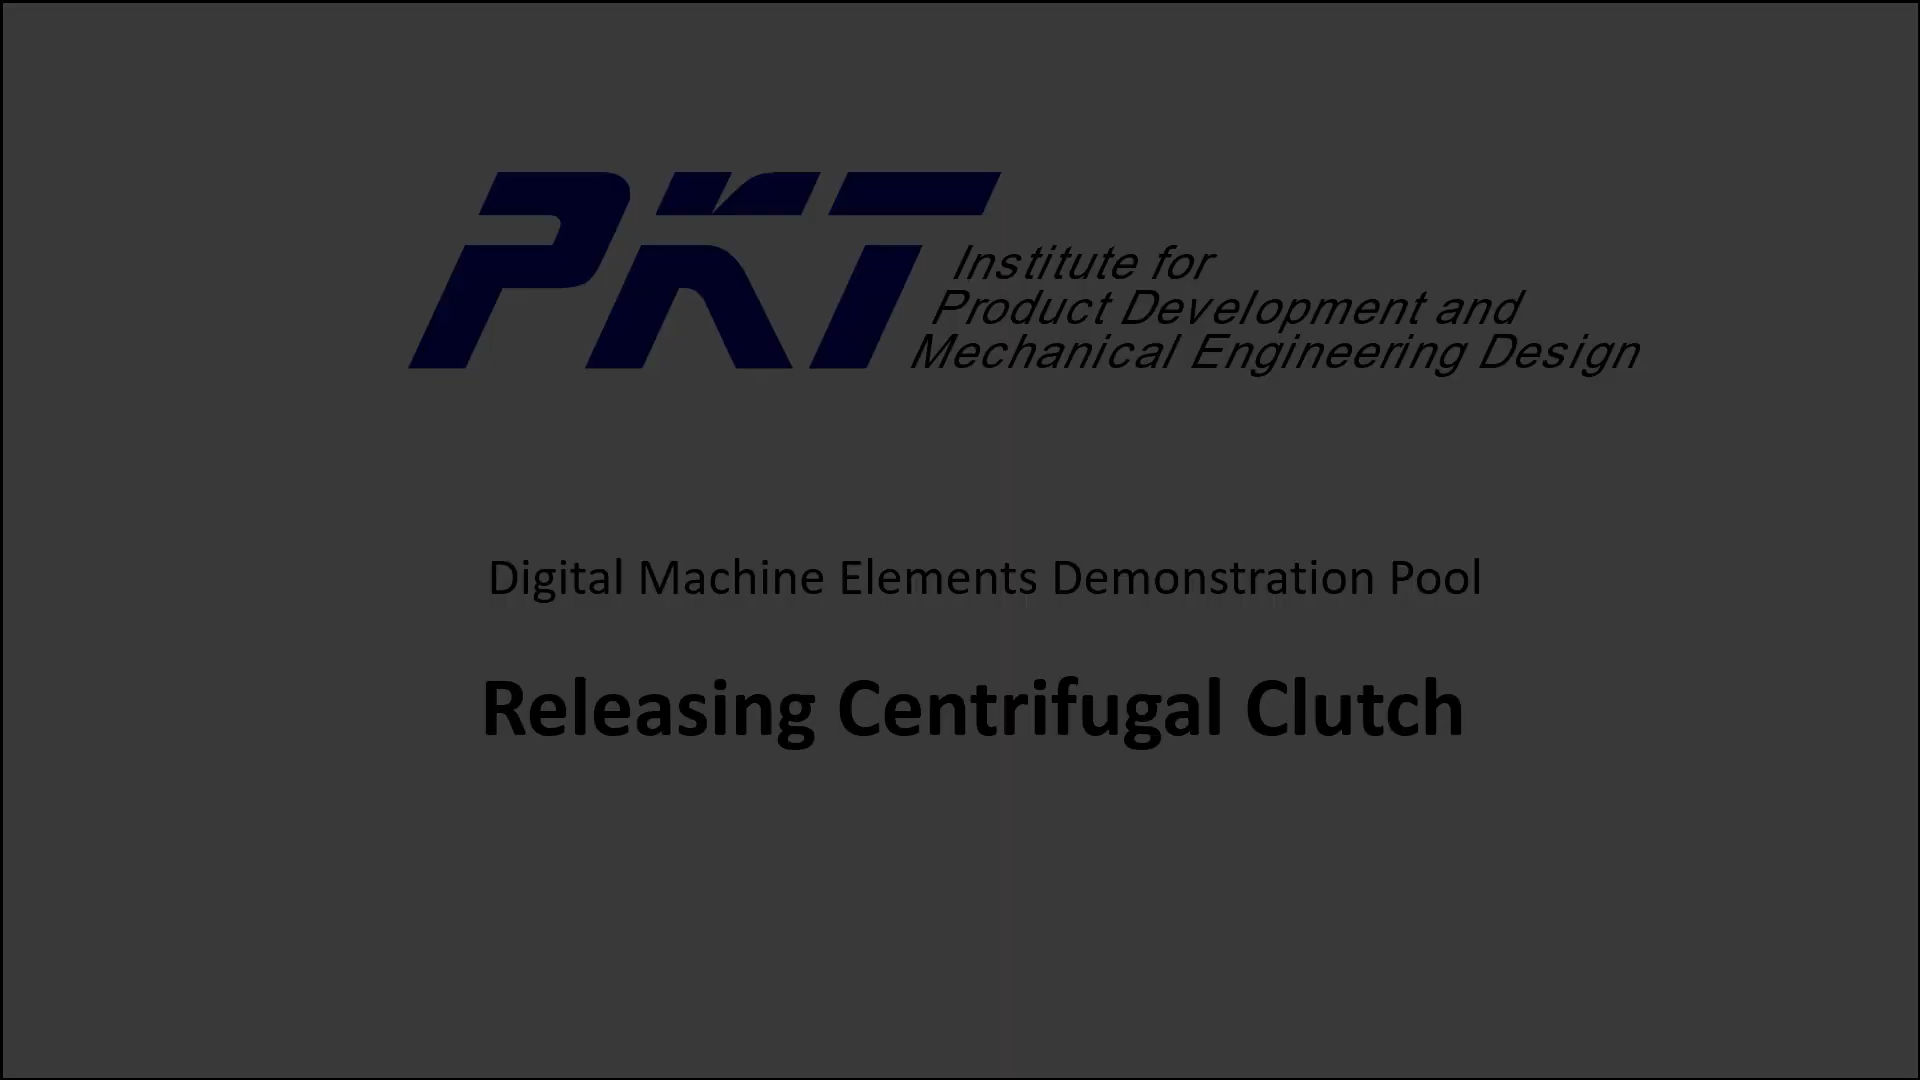 PKT
Institute for
Product Development and
Mechanical Engineering Design
Digital Machine Elements Demonstration Pool
Releasing Centrifugal Clutch